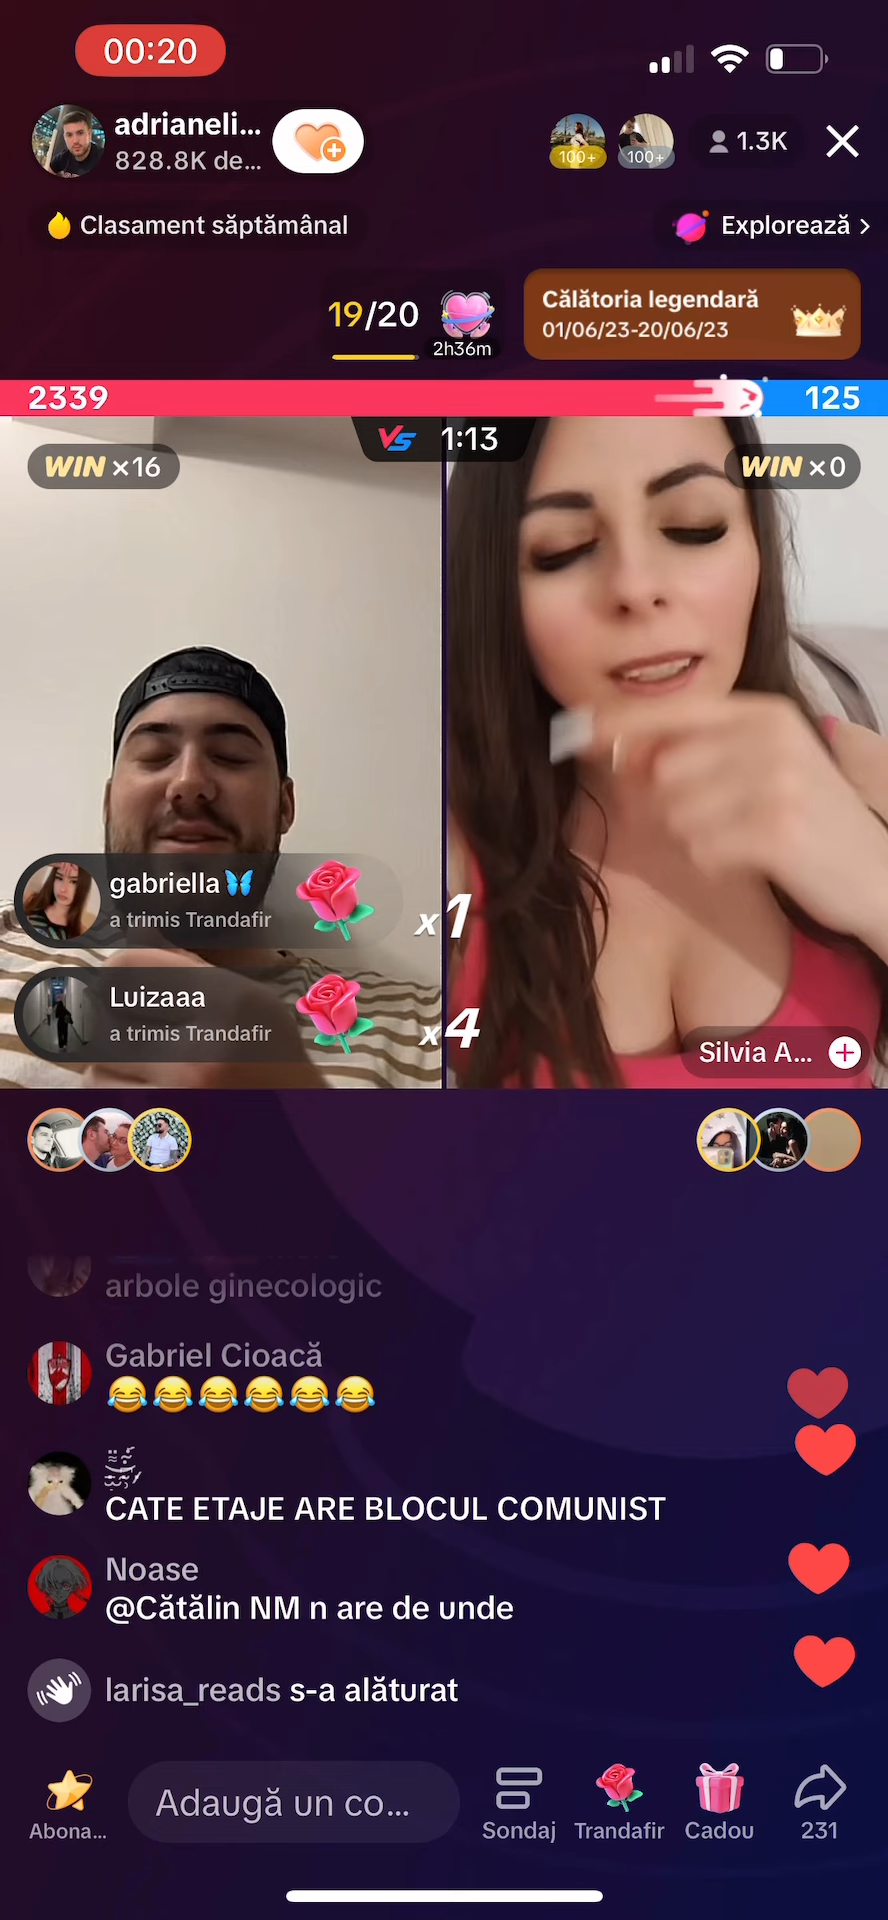 00:20
adrianeli...
828.8K de...
100+
100+
1.3K
Clasament săptămânal
Explorează >
19/20
2h36m
Călătoria legendară
01/06/23-20/06/23
2339
125
VS 1:13
WIN ×16
WIN ×0
gabriella
a trimis Trandafir
x1
Luizaaa
a trimis Trandafir
x4
Silvia A...
arbole ginecologic
Gabriel Cioacă
CATE ETAJE ARE BLOCUL COMUNIST
Noase
@Cătălin NM n are de unde
larisa_reads s-a alăturat
Abona...
Adaugă un co...
Sondaj
Trandafir
Cadou
231